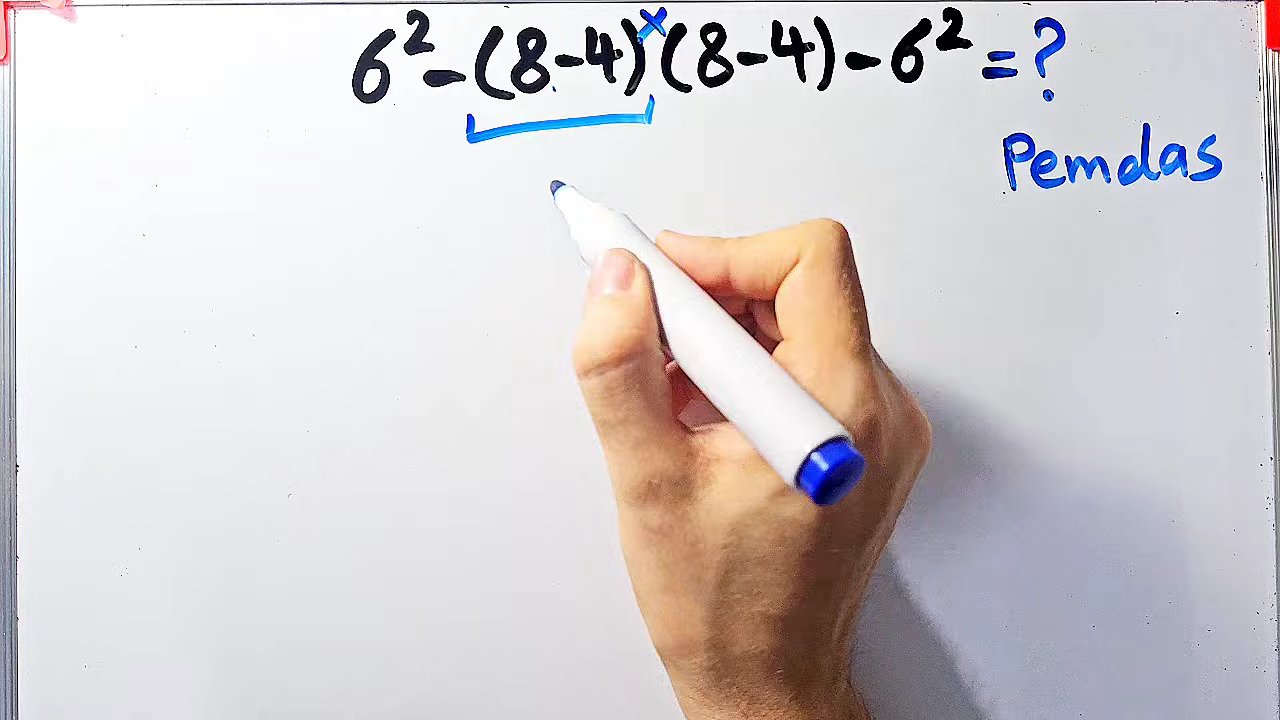 6² - (8-4)×(8-4) - 6² = ?
Pemdas